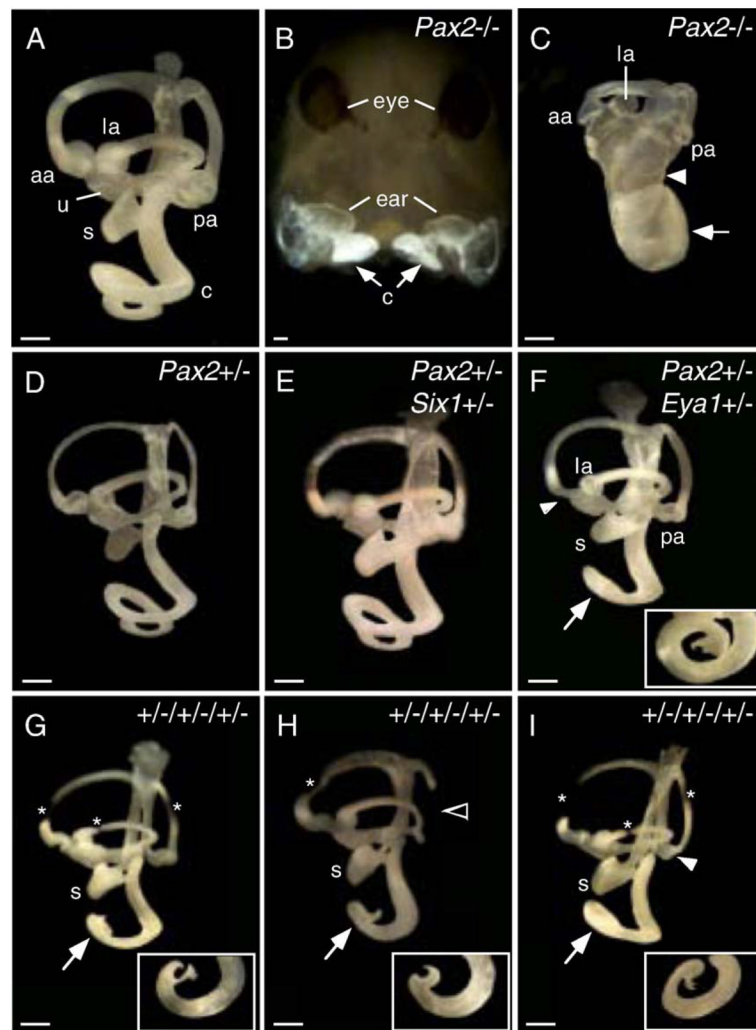 A
la
aa
u
s
pa
c
B
Pax2-/-
eye
ear
c
C
Pax2-/-
la
aa
pa
D
Pax2+/-
E
Pax2+/-
Six1+/-
F
Pax2+/-
Eya1+/-
la
s
pa
G
+/-/+/-/+/-
*
*
*
s
H
+/-/+/-/+/-
*
s
I
+/-/+/-/+/-
*
*
*
s